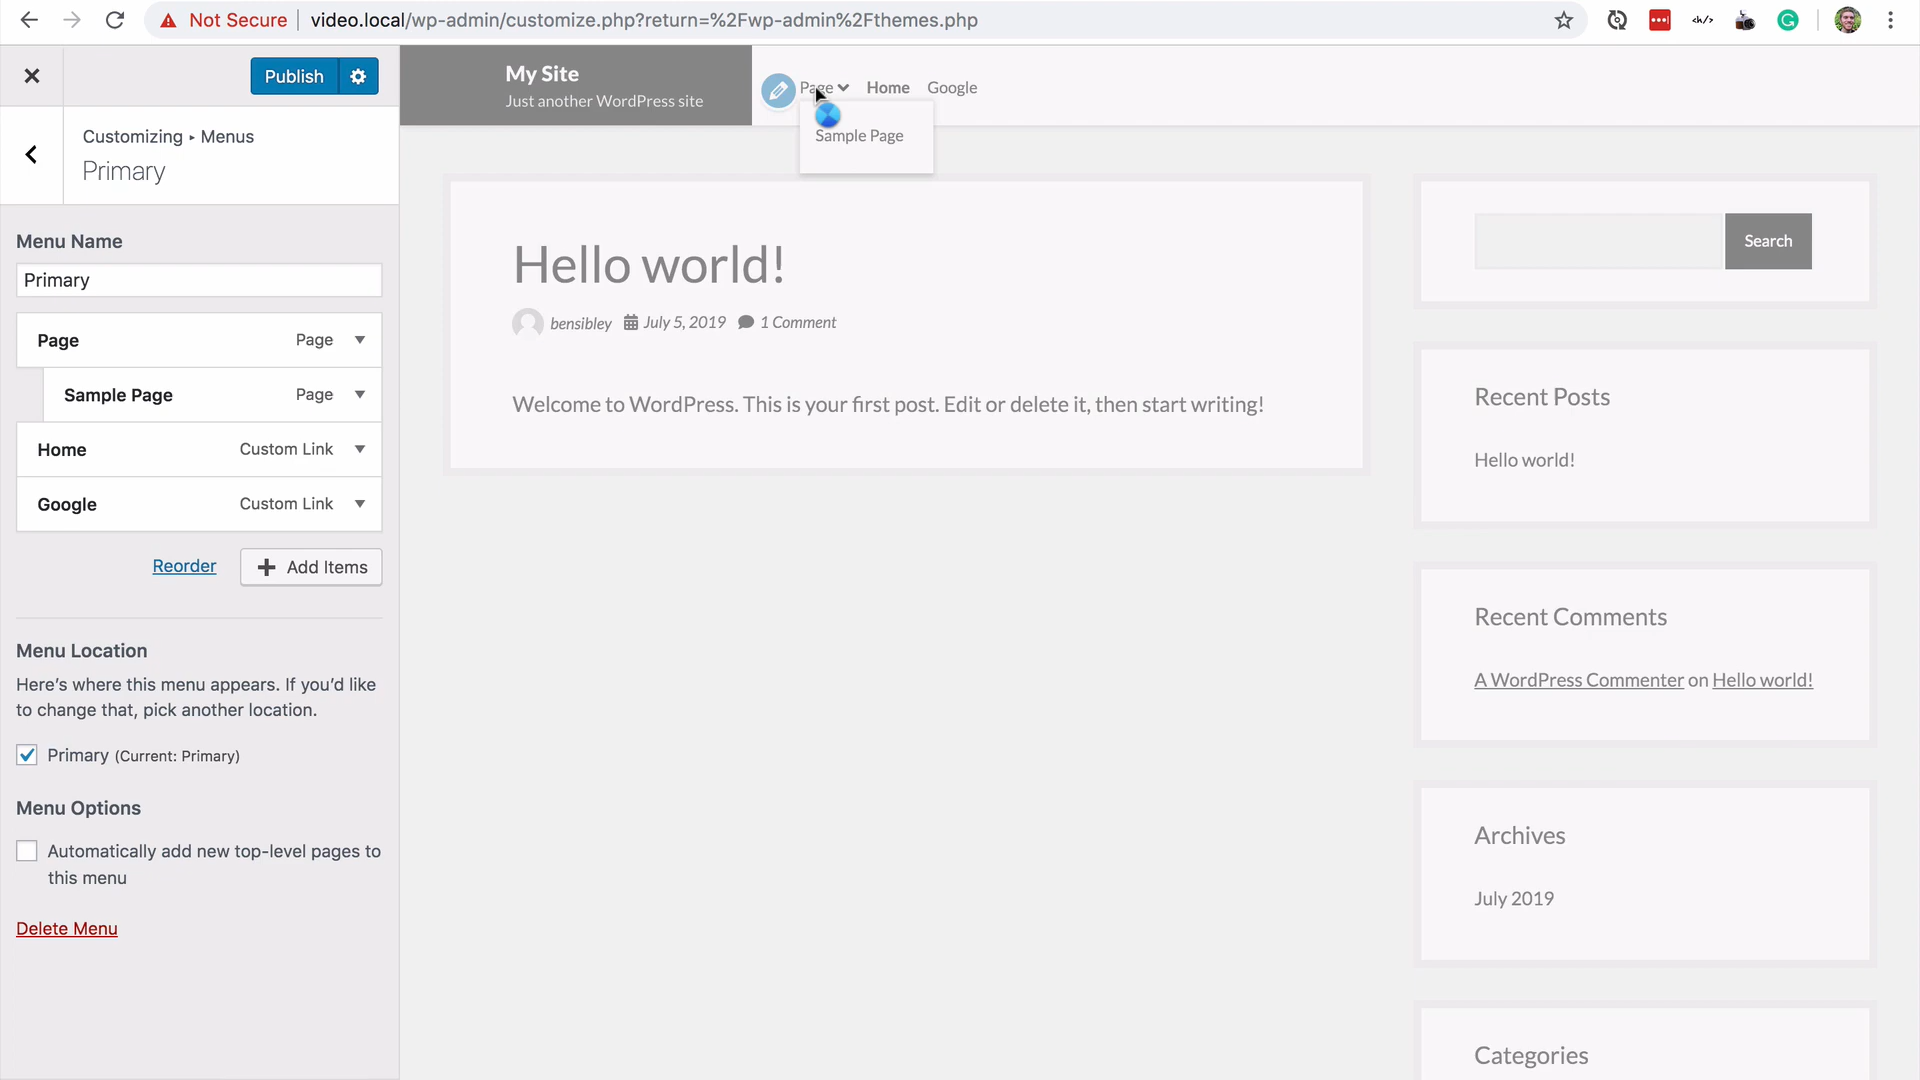 Not Secure
video.local/wp-admin/customize.php?return=%2Fwp-admin%2Fthemes.php
Publish
Customizing ▸ Menus
Primary
Menu Name
Primary
Page Page
Sample Page Page
Home Custom Link
Google Custom Link
Reorder
Add Items
Menu Location
Here's where this menu appears. If you'd like
to change that, pick another location.
Primary (Current: Primary)
Menu Options
Automatically add new top-level pages to
this menu
Delete Menu
My Site
Just another WordPress site
Page Home Google
Sample Page
Hello world!
bensibley July 5, 2019 1 Comment
Welcome to WordPress. This is your first post. Edit or delete it, then start writing!
Search
Recent Posts
Hello world!
Recent Comments
A WordPress Commenter on Hello world!
Archives
July 2019
Categories